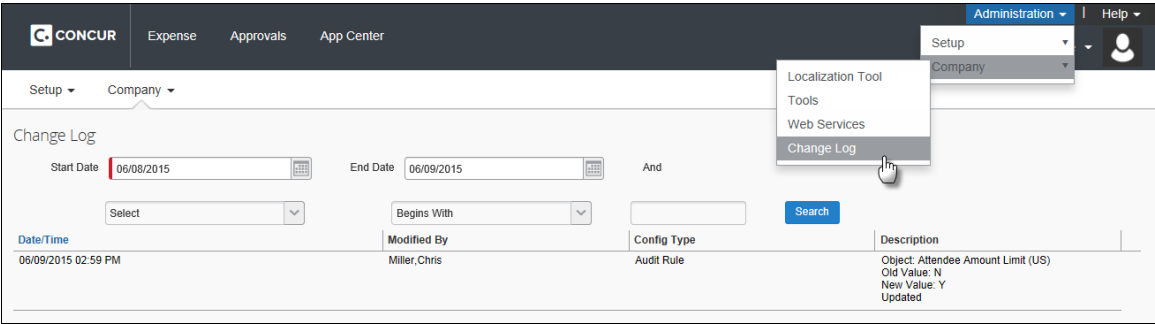 Administration | Help
C. CONCUR Expense Approvals App Center
Setup
Company
Localization Tool
Tools
Web Services
Change Log
Setup Company
Change Log
Start Date 06/08/2015 End Date 06/09/2015 And
Select Begins With Search
Date/Time Modified By Config Type Description
06/09/2015 02:59 PM Miller,Chris Audit Rule Object: Attendee Amount Limit (US)
Old Value: N
New Value: Y
Updated